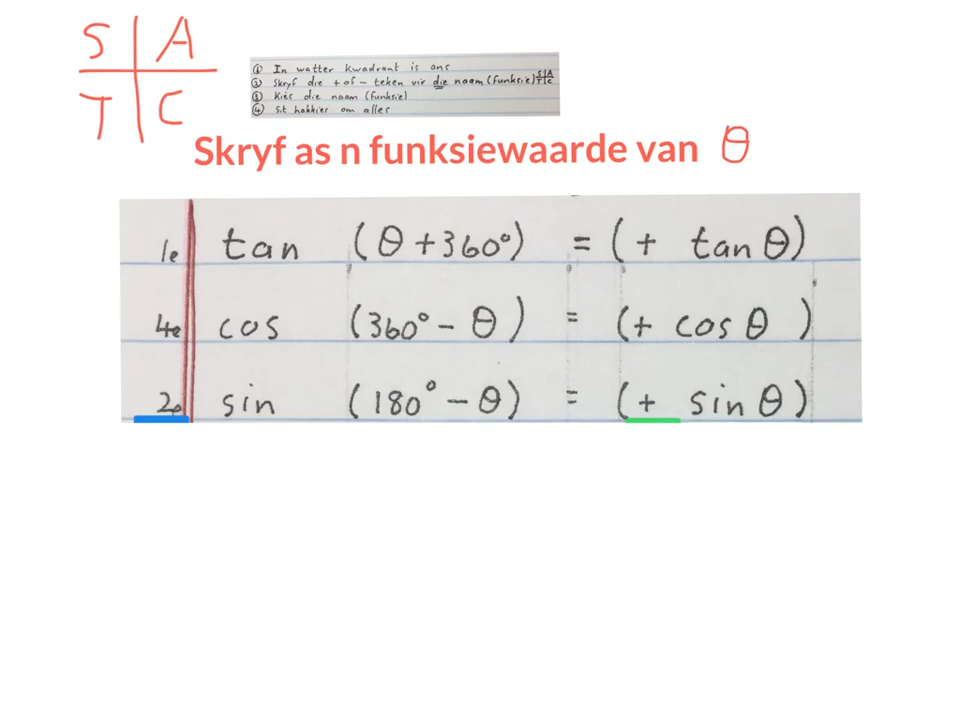 S A
T C
① In watter kwadrant is ons
② Skryf die + of - teken vir die naam (funksie) S A T C
③ Kies die naam (funksie)
④ Sit hakkies om alles
Skryf as n funksiewaarde van θ
1e tan (θ + 360°) = (+ tan θ)
4e cos (360° - θ) = (+ cos θ )
2e sin (180° - θ) = (+ sin θ)